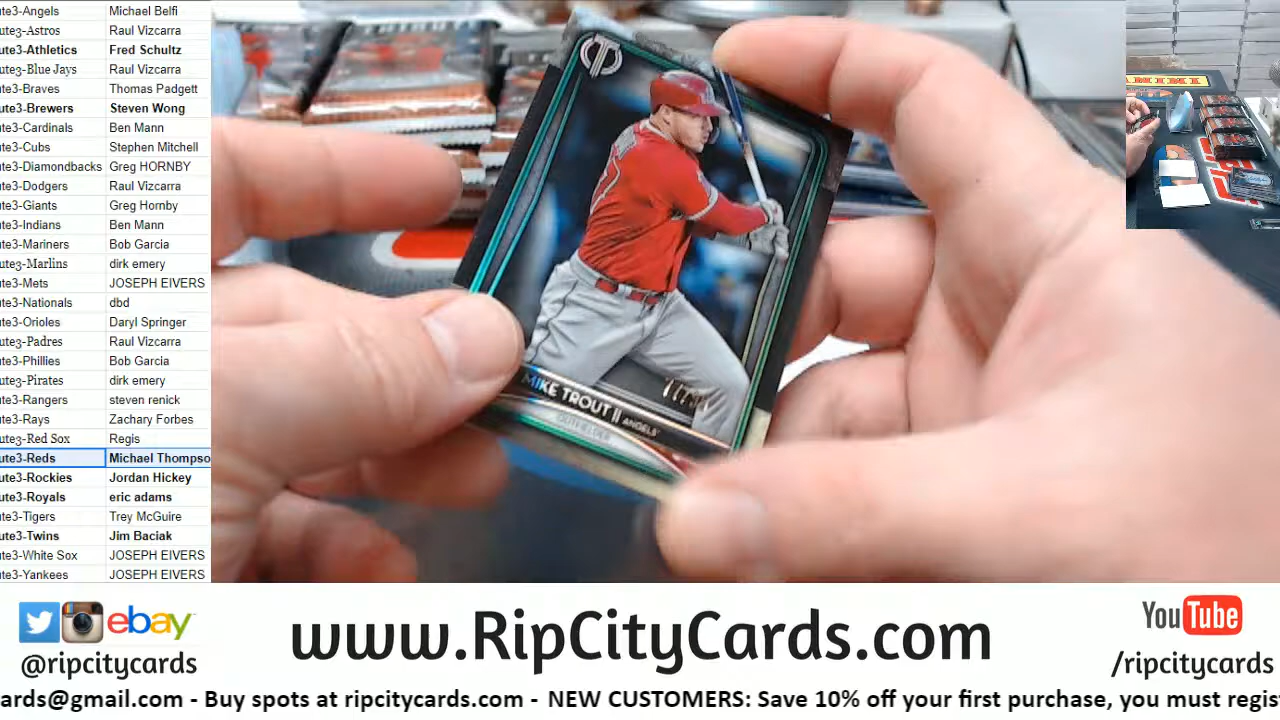 ute3-Angels Michael Belfi
ute3-Astros Raul Vizcarra
ute3-Athletics Fred Schultz
ute3-Blue Jays Raul Vizcarra
ute3-Braves Thomas Padgett
ute3-Brewers Steven Wong
ute3-Cardinals Ben Mann
ute3-Cubs Stephen Mitchell
ute3-Diamondbacks Greg HORNBY
ute3-Dodgers Raul Vizcarra
ute3-Giants Greg Hornby
ute3-Indians Ben Mann
ute3-Mariners Bob Garcia
ute3-Marlins dirk emery
ute3-Mets JOSEPH EIVERS
ute3-Nationals dbd
ute3-Orioles Daryl Springer
ute3-Padres Raul Vizcarra
ute3-Phillies Bob Garcia
ute3-Pirates dirk emery
ute3-Rangers steven renick
ute3-Rays Zachary Forbes
ute3-Red Sox Regis
ute3-Reds Michael Thompso
ute3-Rockies Jordan Hickey
ute3-Royals eric adams
ute3-Tigers Trey McGuire
ute3-Twins Jim Baciak
ute3-White Sox JOSEPH EIVERS
ute3-Yankees JOSEPH EIVERS
MIKE TROUT ANGELS
OUTFIELDER
ebay
@ripcitycards
www.RipCityCards.com
YouTube
/ripcitycards
ards@gmail.com - Buy spots at ripcitycards.com - NEW CUSTOMERS: Save 10% off your first purchase, you must regis